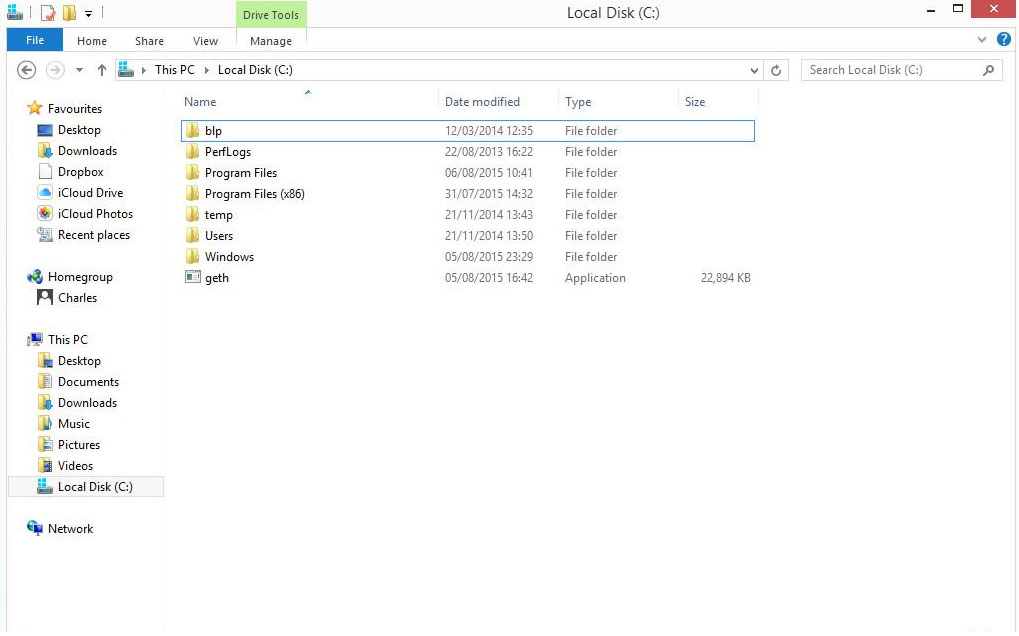 Drive Tools
Local Disk (C:)
File Home Share View Manage
This PC Local Disk (C:)
Search Local Disk (C:)
Name Date modified Type Size
Favourites
Desktop
Downloads
Dropbox
iCloud Drive
iCloud Photos
Recent places
Homegroup
Charles
This PC
Desktop
Documents
Downloads
Music
Pictures
Videos
Local Disk (C:)
Network
blp 12/03/2014 12:35 File folder
PerfLogs 22/08/2013 16:22 File folder
Program Files 06/08/2015 10:41 File folder
Program Files (x86) 31/07/2015 14:32 File folder
temp 21/11/2014 13:43 File folder
Users 21/11/2014 13:50 File folder
Windows 05/08/2015 23:29 File folder
geth 05/08/2015 16:42 Application 22,894 KB